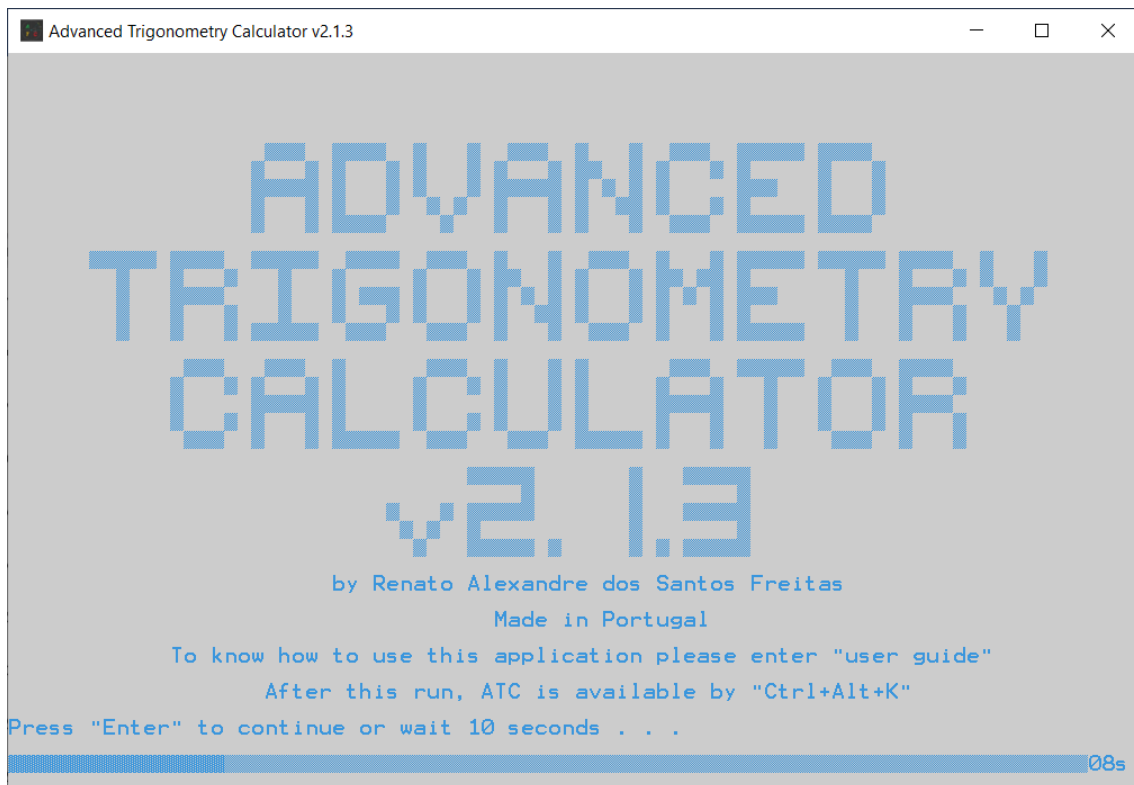 Advanced Trigonometry Calculator v2.1.3
ADVANCED
TRIGONOMETRY
CALCULATOR
v2.1.3
by Renato Alexandre dos Santos Freitas
Made in Portugal
To know how to use this application please enter "user guide"
After this run, ATC is available by "Ctrl+Alt+K"
Press "Enter" to continue or wait 10 seconds . . .
08s